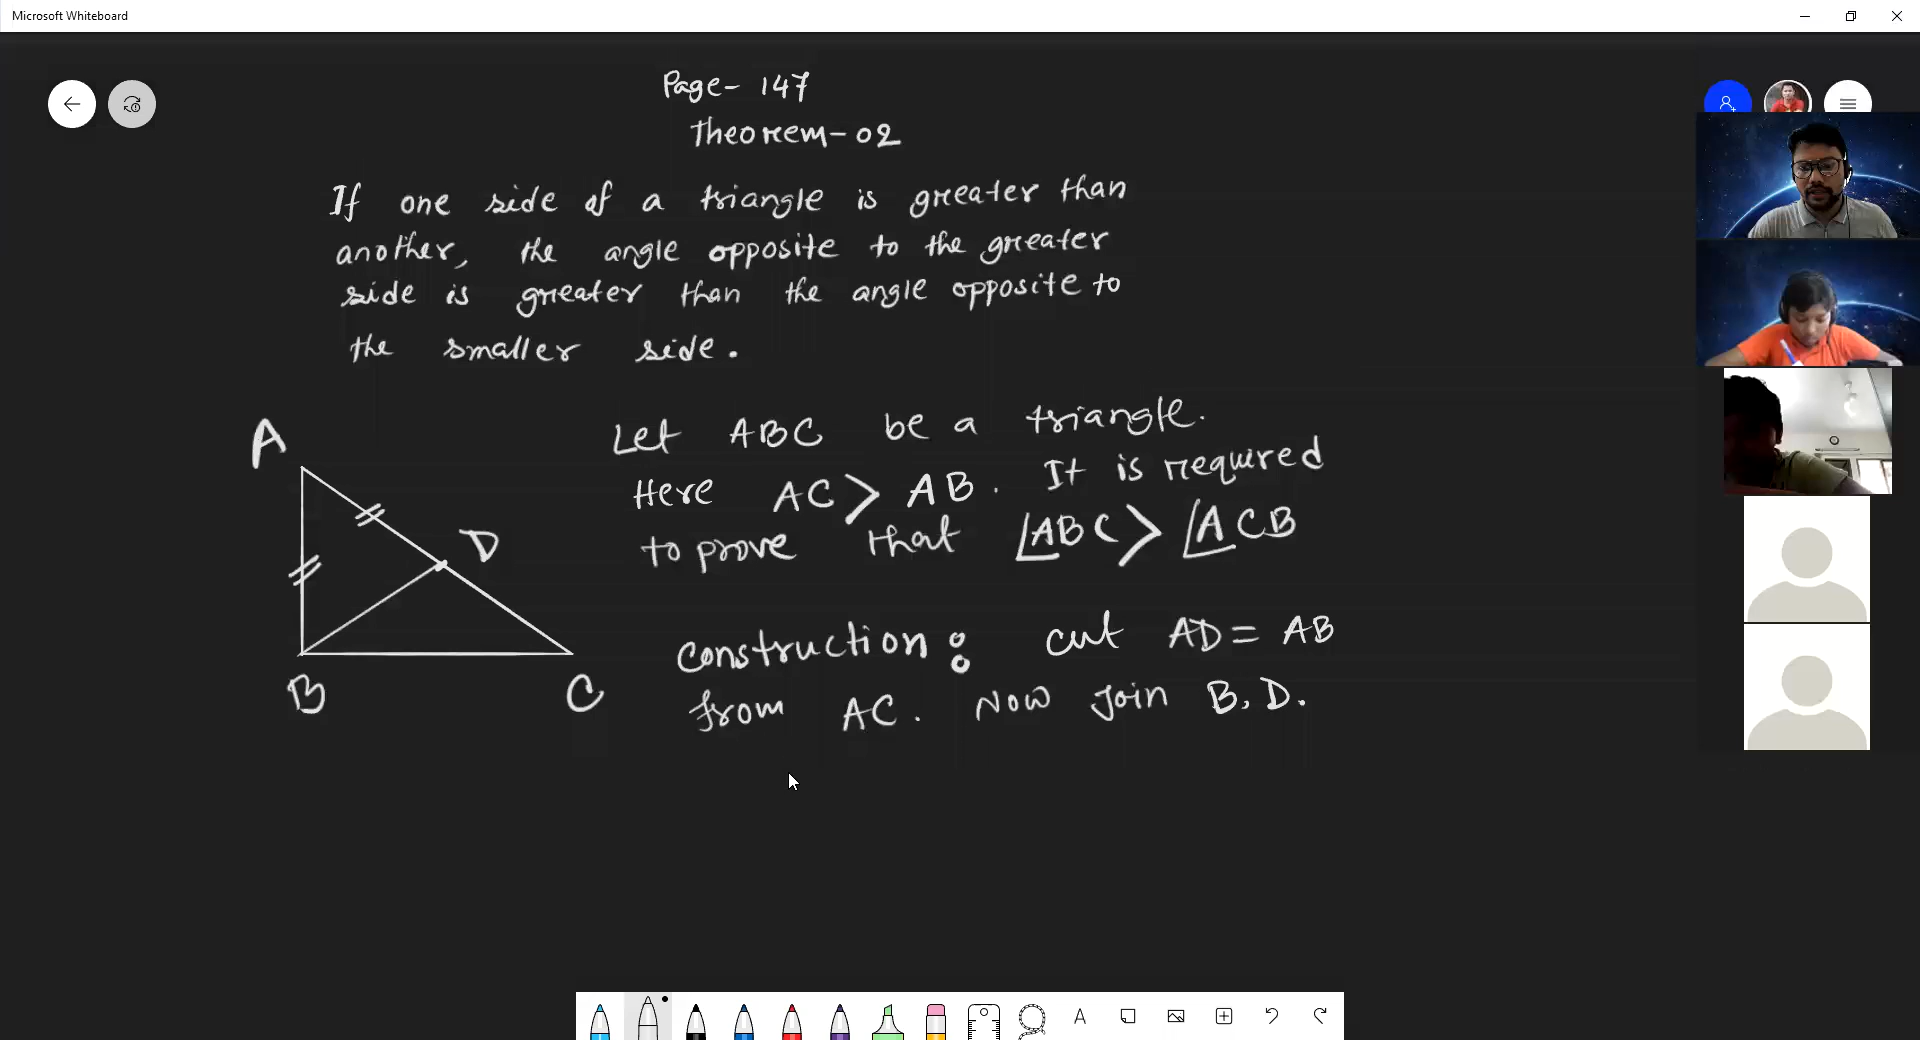 Microsoft Whiteboard
Page- 147
Theorem-02
If one side of a triangle is greater than
another, the angle opposite to the greater
side is greater than the angle opposite to
the smaller side.
A
D
B
C
Let ABC be a triangle.
Here AC > AB. It is required
to prove that ∠ABC > ∠ACB
Construction: cut AD = AB
from AC. Now Join B, D.
A